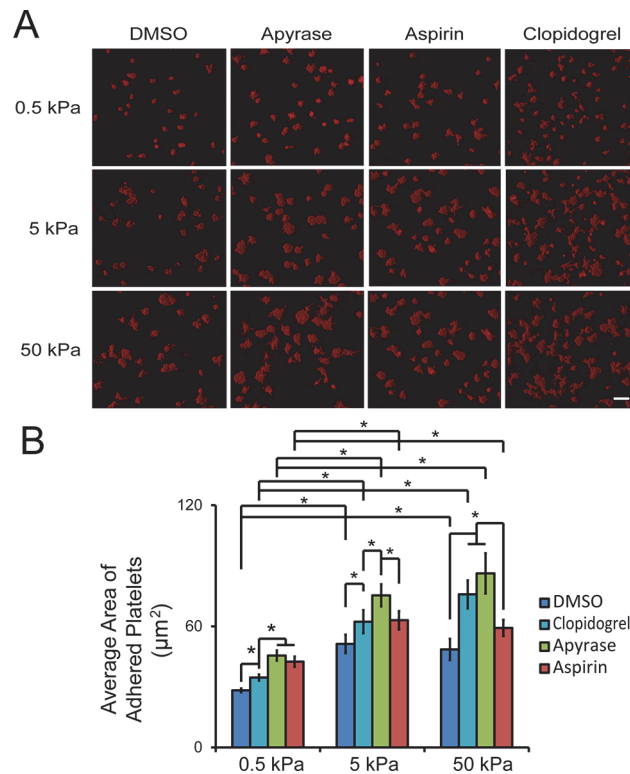 A
DMSO Apyrase Aspirin Clopidogrel
0.5 kPa
5 kPa
50 kPa
B
*
*
*
*
*
*
*
*
120
60
0
Average Area of
Adhered Platelets
(µm²)
* *
* * *
*
DMSO
Clopidogrel
Apyrase
Aspirin
0.5 kPa 5 kPa 50 kPa